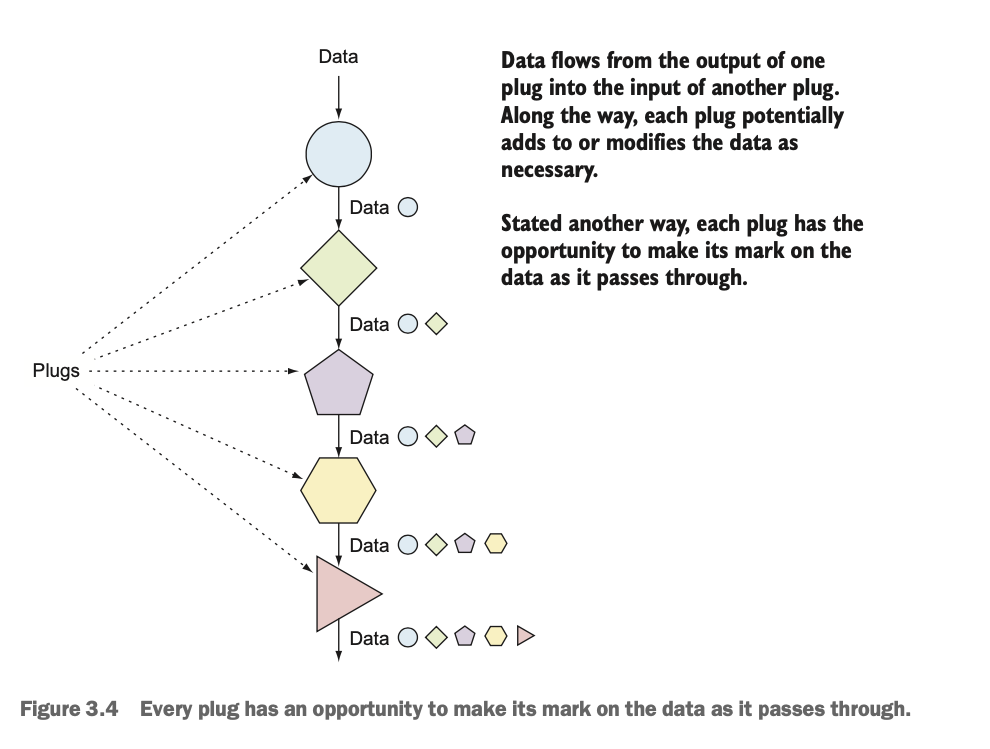 Data
Data flows from the output of one
plug into the input of another plug.
Along the way, each plug potentially
adds to or modifies the data as
necessary.
Stated another way, each plug has the
opportunity to make its mark on the
data as it passes through.
Data
Data
Plugs
Data
Data
Data
Figure 3.4 Every plug has an opportunity to make its mark on the data as it passes through.